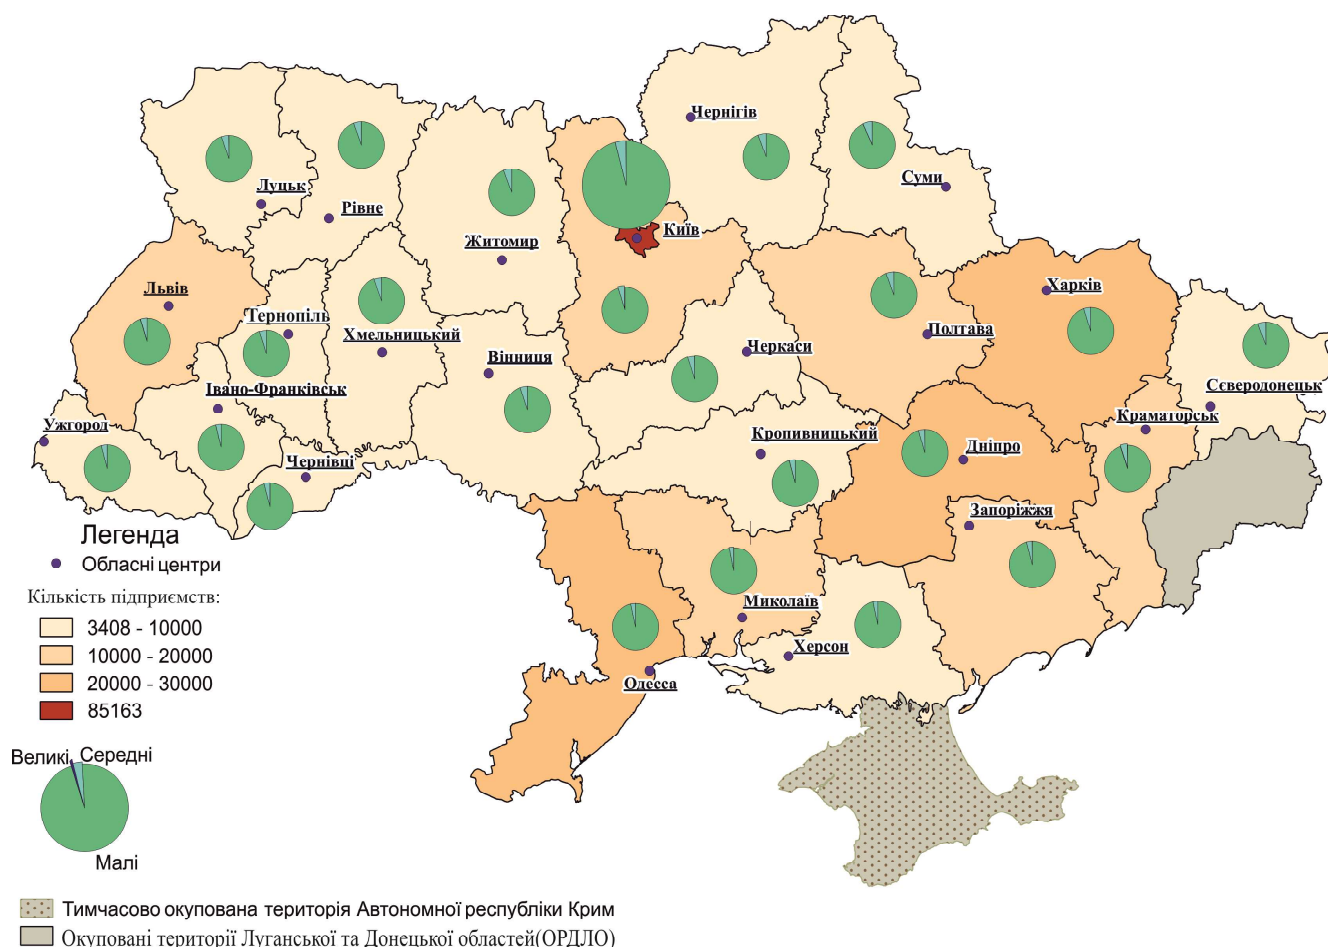 Чернігів
Суми
Луцьк
Рівне
Київ
Житомир
Львів
Харків
Тернопіль
Хмельницький
Полтава
Черкаси
Вінниця
Сєверодонецьк
Івано-Франківськ
Краматорськ
Ужгород
Кропивницький
Дніпро
Чернівці
Запоріжжя
Миколаїв
Херсон
Одесса
Легенда
Обласні центри
Кількість підприємств:
3408 - 10000
10000 - 20000
20000 - 30000
85163
Великі Середні
Малі
Тимчасово окупована територія Автономної республіки Крим
Окуповані території Луганської та Донецької областей(ОРДЛО)